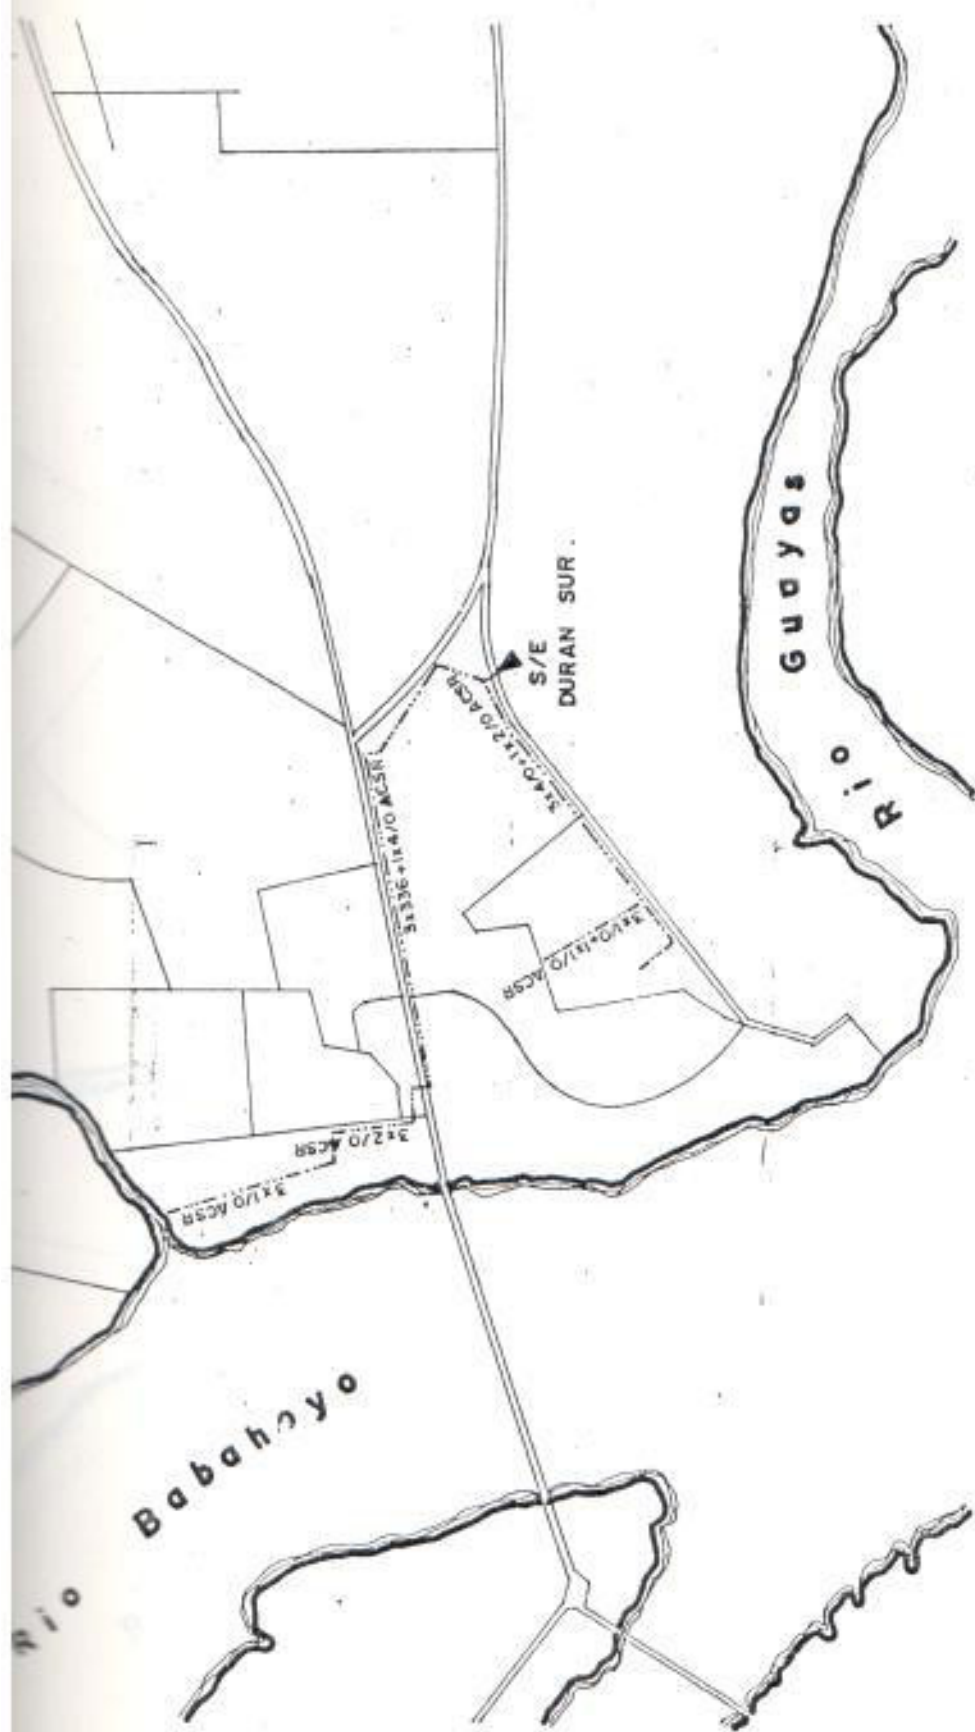 S/E
DURAN SUR.
3x336+1x4/0 ACSR
3x4/0+1x2/0 ACSR
3x1/0+1x1/0 ACSR
3x2/0 ACSR
3x1/0 ACSR
Rio Guayas
Rio Babahoyo